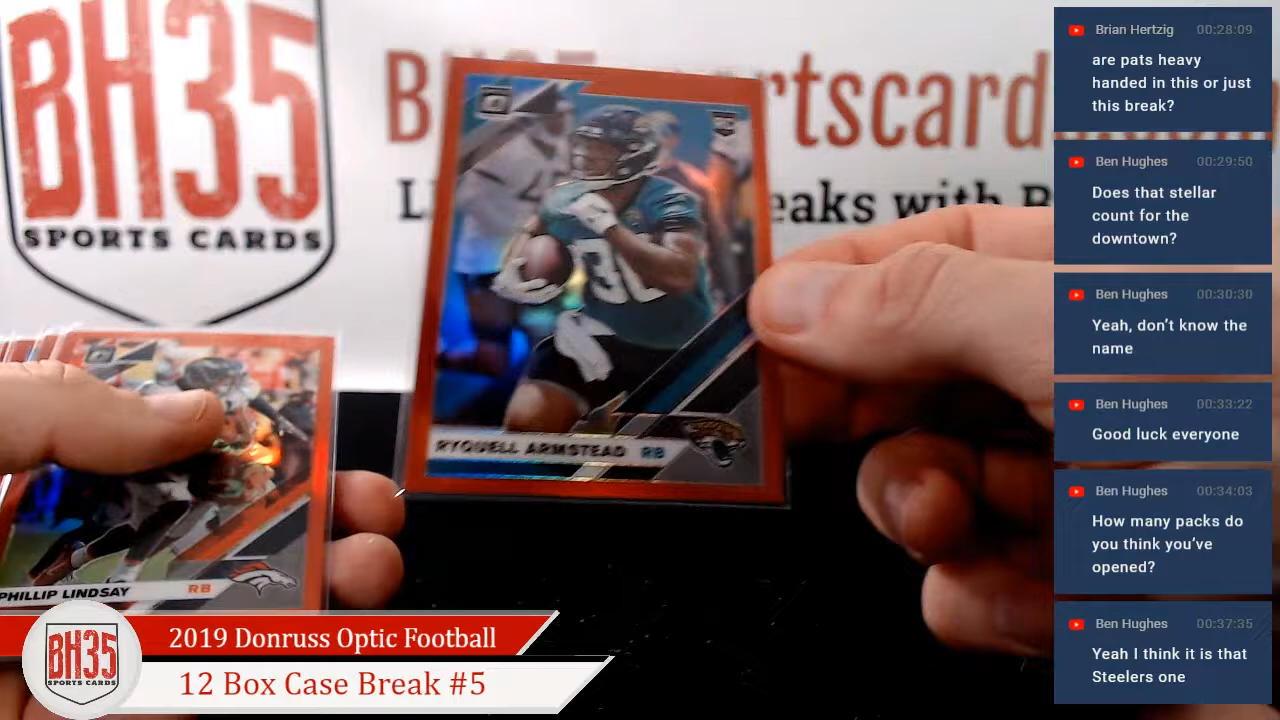 BH35
SPORTS CARDS
LI
eaks with B
RYQUELL ARMSTEAD RB
PHILLIP LINDSAY RB
BH35
SPORTS CARDS
2019 Donruss Optic Football
12 Box Case Break #5
Brian Hertzig 00:28:09
are pats heavy
handed in this or just
this break?
Ben Hughes 00:29:50
Does that stellar
count for the
downtown?
Ben Hughes 00:30:30
Yeah, don’t know the
name
Ben Hughes 00:33:22
Good luck everyone
Ben Hughes 00:34:03
How many packs do
you think you’ve
opened?
Ben Hughes 00:37:35
Yeah I think it is that
Steelers one